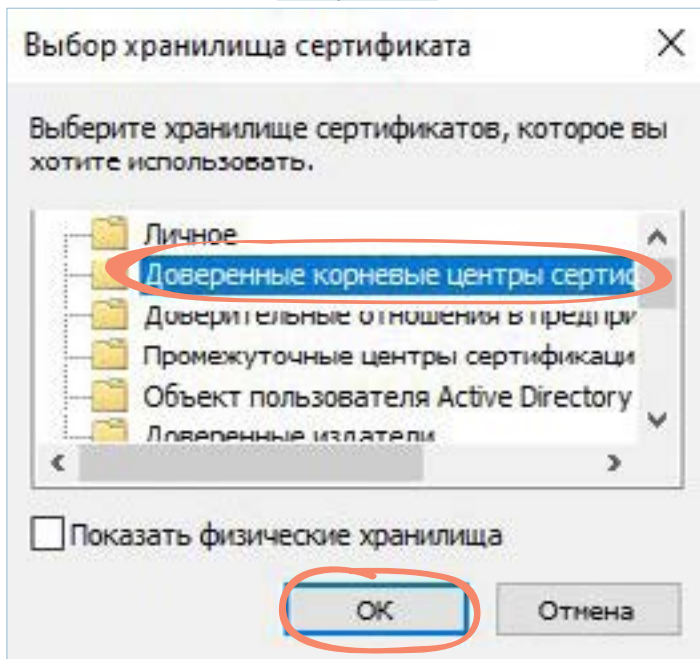 Выбор хранилища сертификата
Выберите хранилище сертификатов, которое вы
хотите использовать.
Личное
Доверенные корневые центры сертиф
Доверительные отношения в предпри
Промежуточные центры сертификаци
Объект пользователя Active Directory
Доверенные издатели
Показать физические хранилища
ОК
Отмена